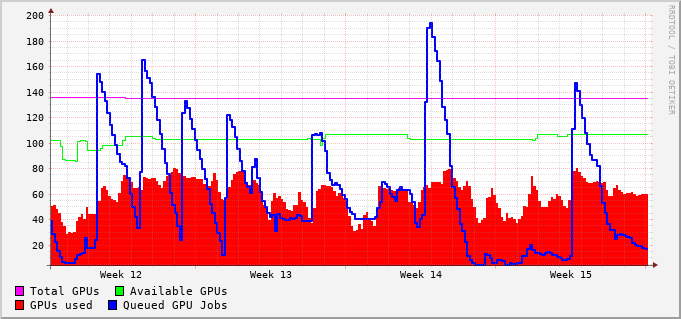 200
180
160
140
120
100
80
60
40
20
Week 12 Week 13 Week 14 Week 15
Total GPUs Available GPUs
GPUs used Queued GPU Jobs
RRDTOOL / TOBI OETIKER